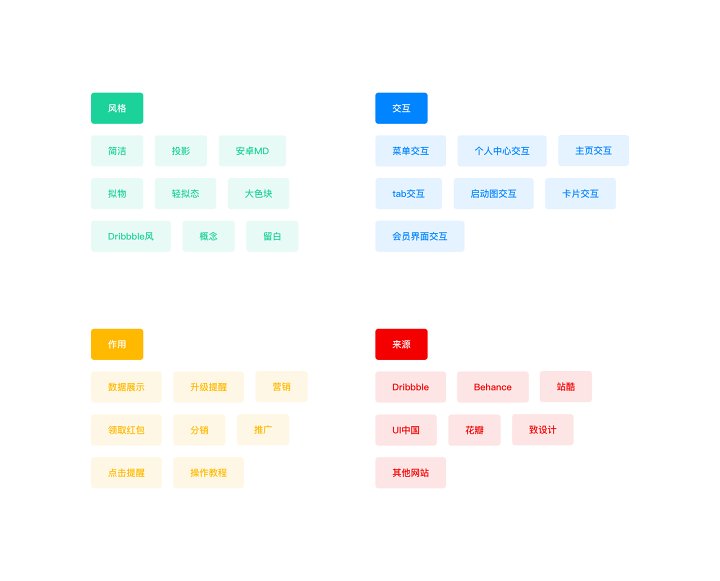 风格
简洁 投影 安卓MD
拟物 轻拟态 大色块
Dribbble风 概念 留白
交互
菜单交互 个人中心交互 主页交互
tab交互 启动图交互 卡片交互
会员界面交互
作用
数据展示 升级提醒 营销
领取红包 分销 推广
点击提醒 操作教程
来源
Dribbble Behance 站酷
UI中国 花瓣 致设计
其他网站